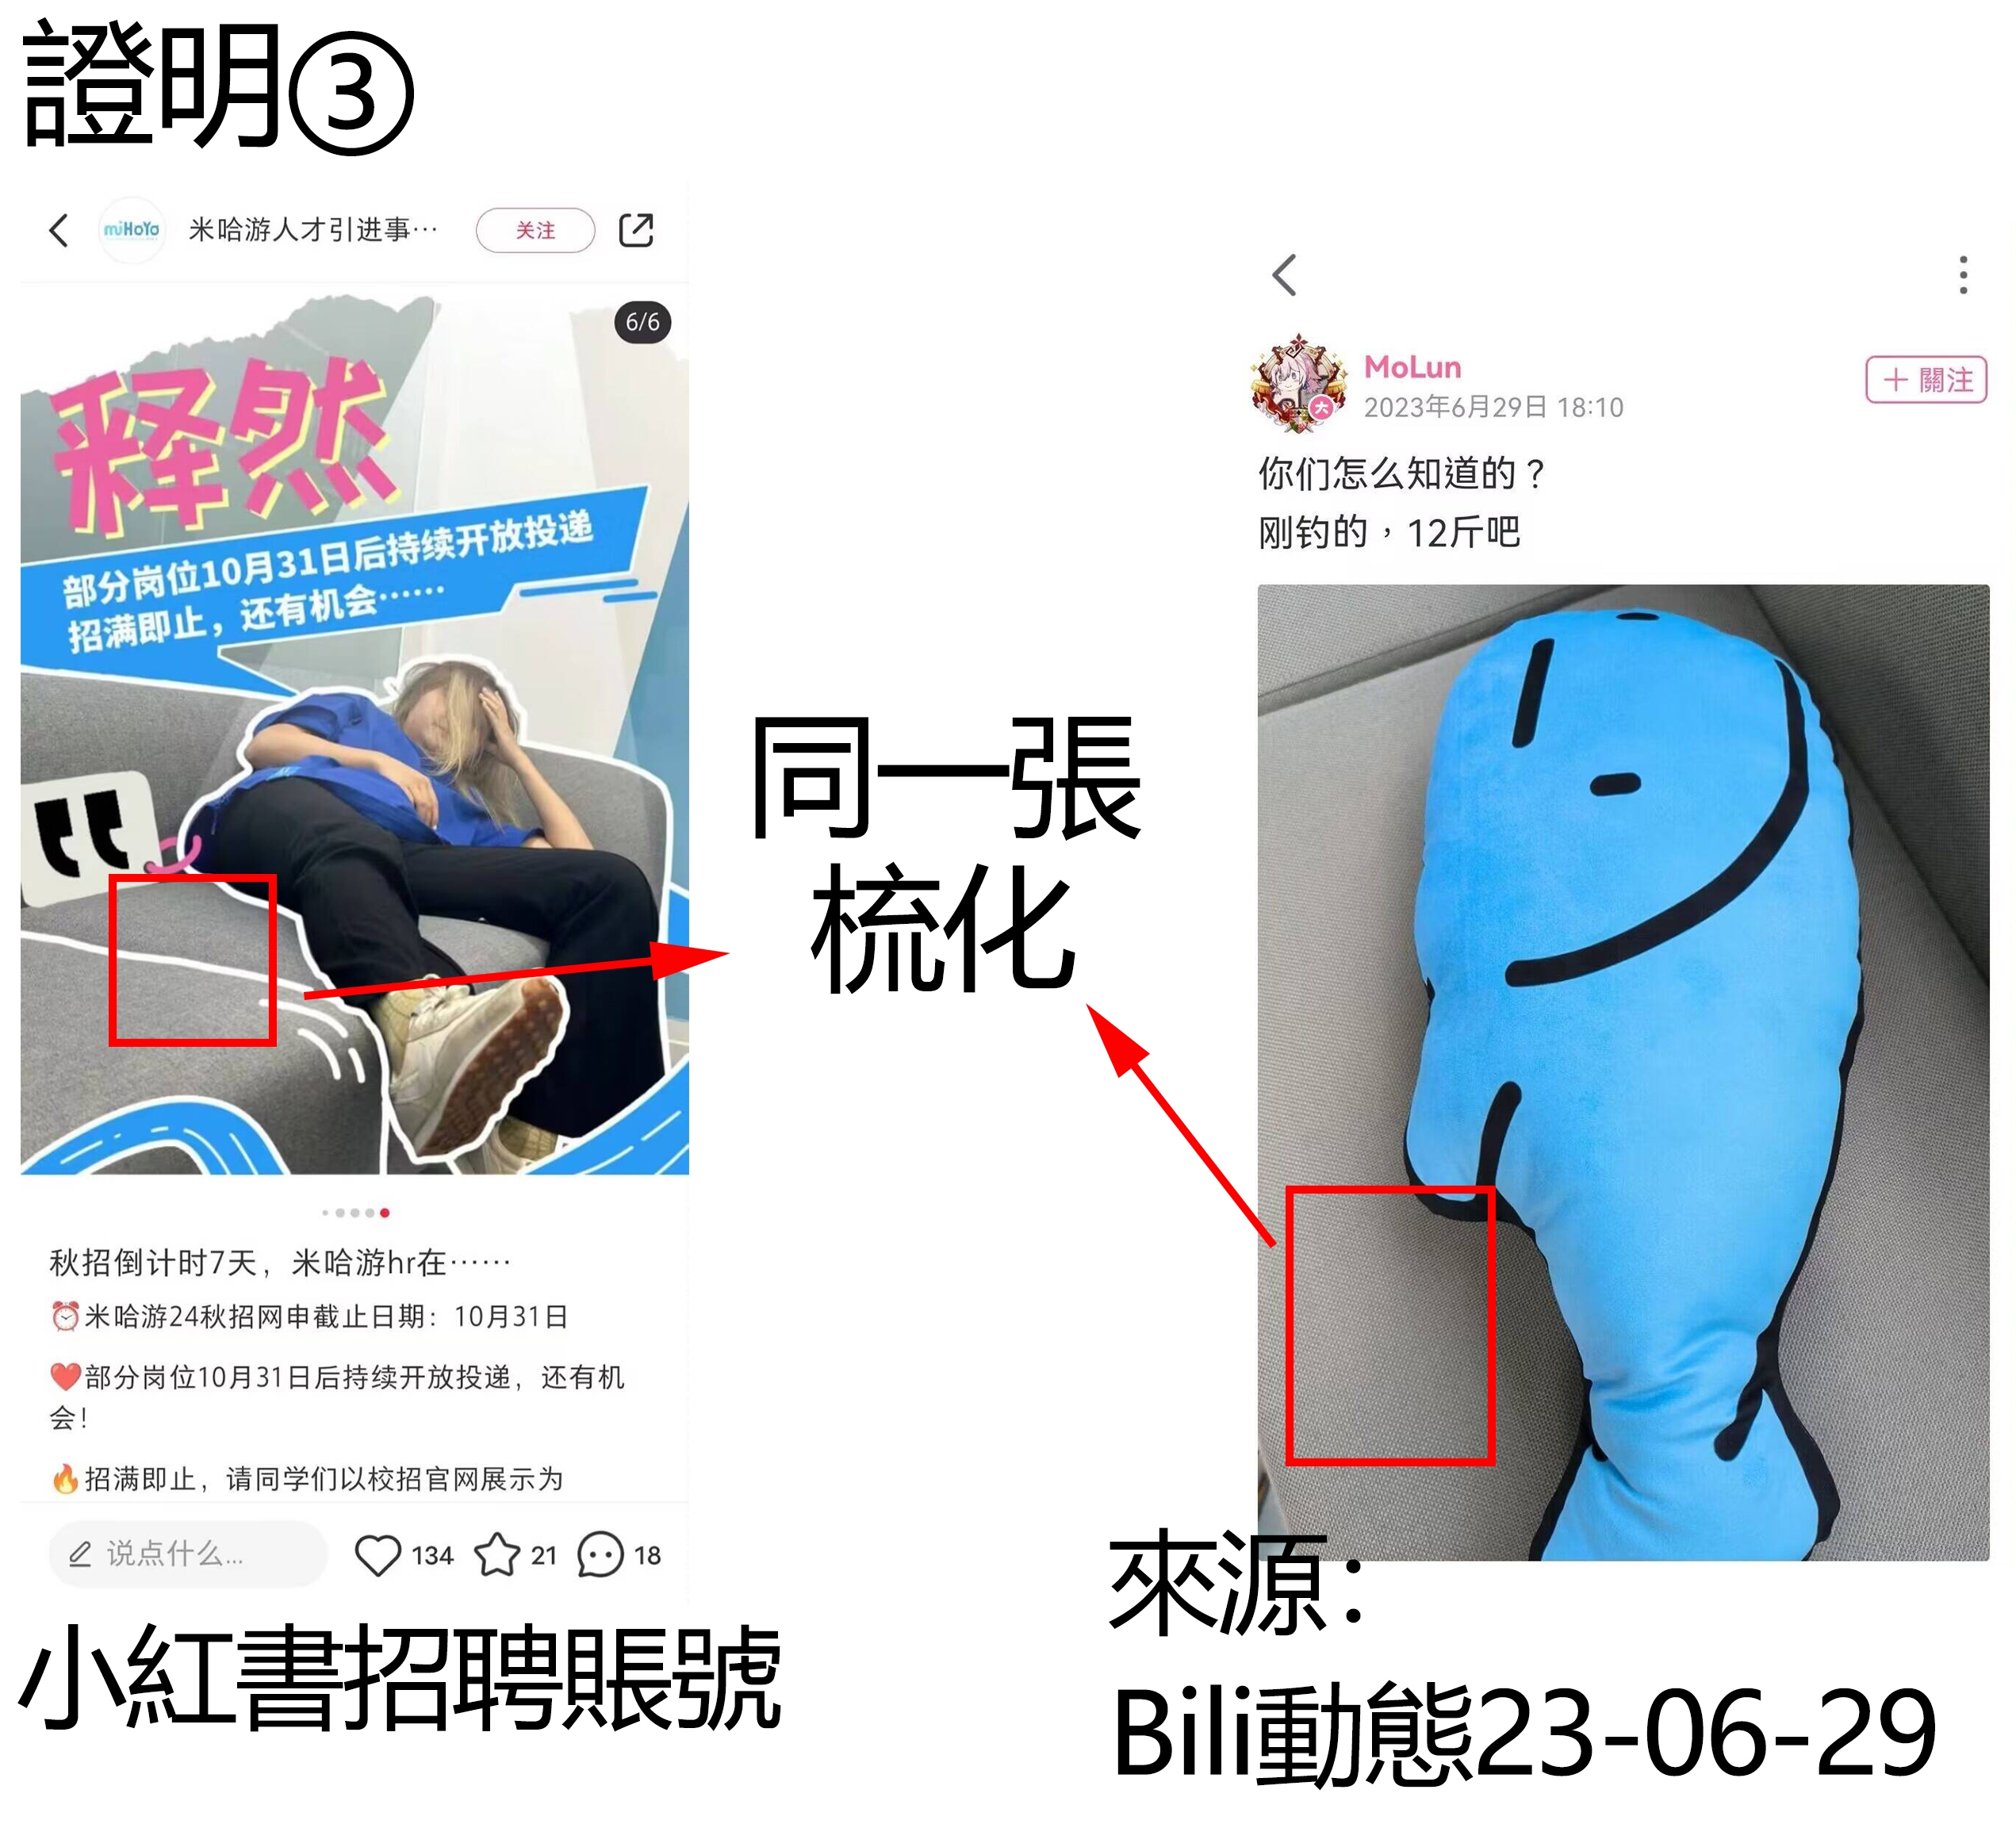 證明③
miHoYo
米哈游人才引进事…
关注
6/6
释然
部分岗位10月31日后持续开放投递
招满即止，还有机会……
秋招倒计时7天，米哈游hr在……
⏰米哈游24秋招网申截止日期：10月31日
❤️部分岗位10月31日后持续开放投递，还有机
会！
🔥招满即止，请同学们以校招官网展示为
说点什么...
134
21
18
小紅書招聘賬號
同一張
梳化
MoLun
2023年6月29日 18:10
大
＋ 關注
你们怎么知道的？
刚钓的，12斤吧
來源：
Bili動態23-06-29